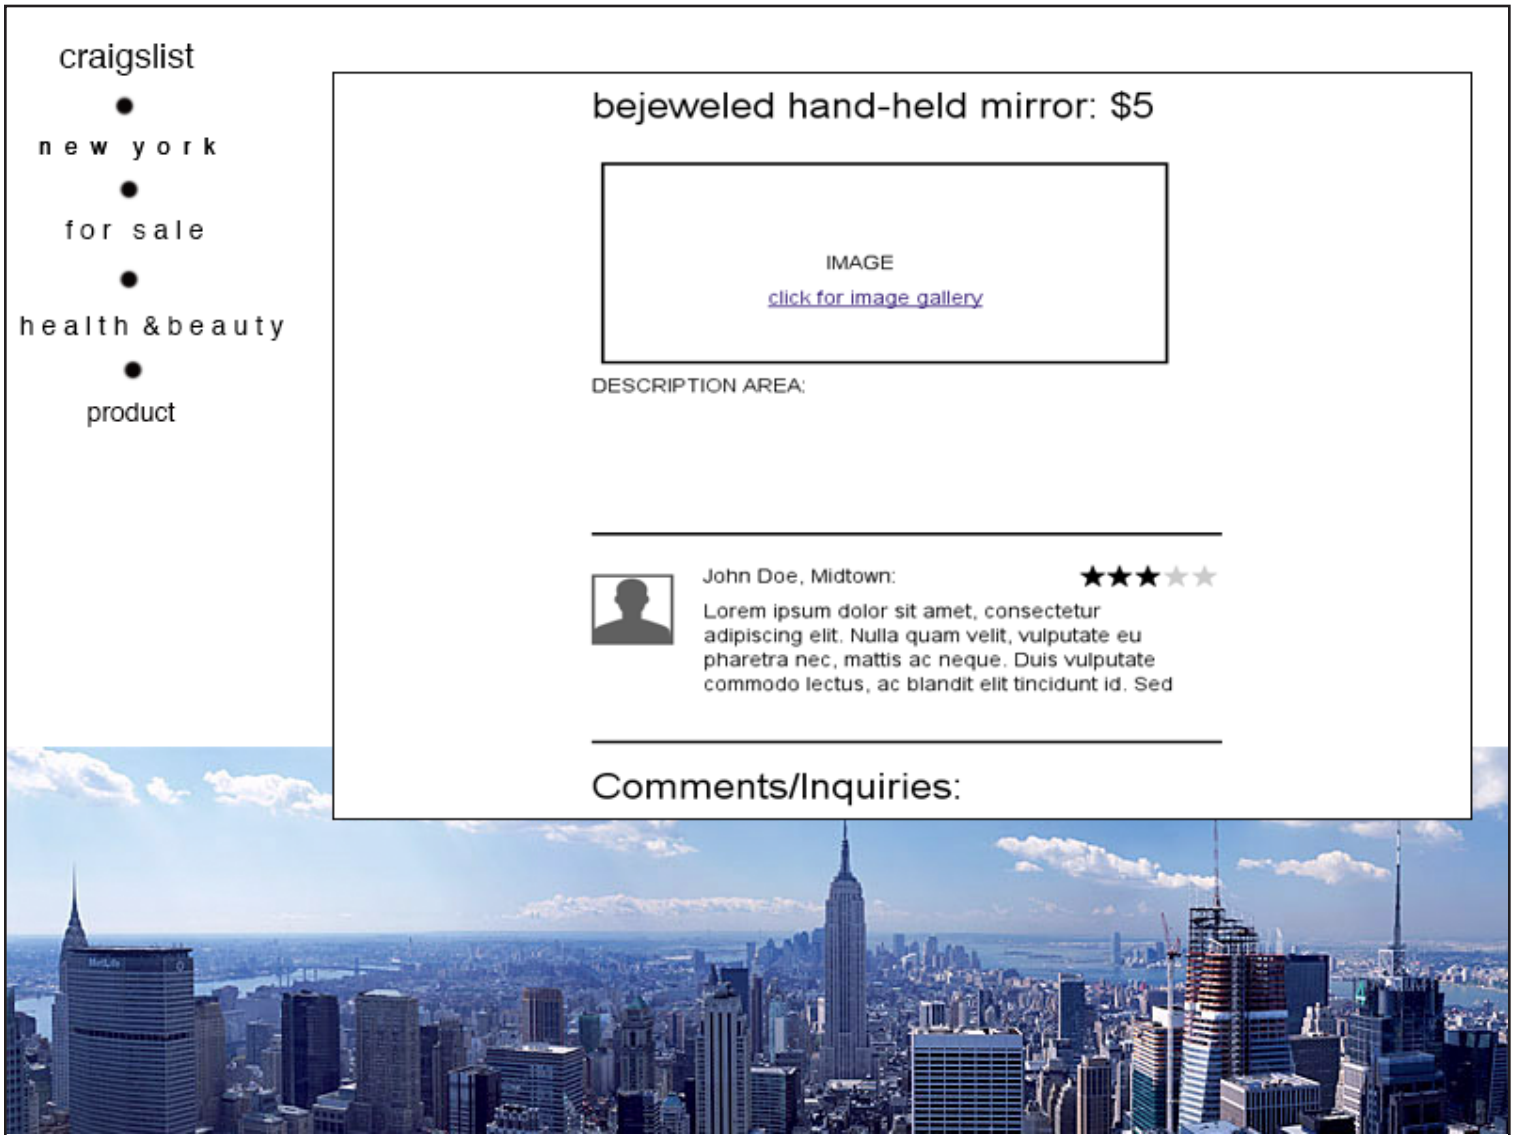 craigslist
new york
for sale
health &beauty
product
bejeweled hand-held mirror: $5
IMAGE
click for image gallery
DESCRIPTION AREA:
John Doe, Midtown:
Lorem ipsum dolor sit amet, consectetur
adipiscing elit. Nulla quam velit, vulputate eu
pharetra nec, mattis ac neque. Duis vulputate
commodo lectus, ac blandit elit tincidunt id. Sed
Comments/Inquiries:
MetLife
4